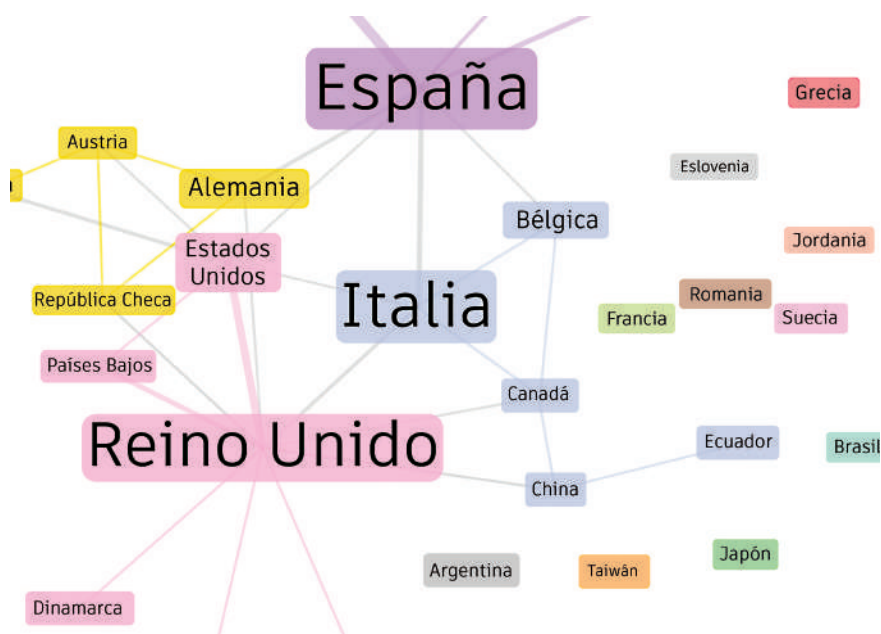 España
Grecia
Austria
Eslovenia
Alemania
Bélgica
Estados
Unidos
Jordania
República Checa
Italia
Romania
Francia
Suecia
Países Bajos
Canadá
Reino Unido
Ecuador
Brasil
China
Japón
Argentina
Taiwán
Dinamarca